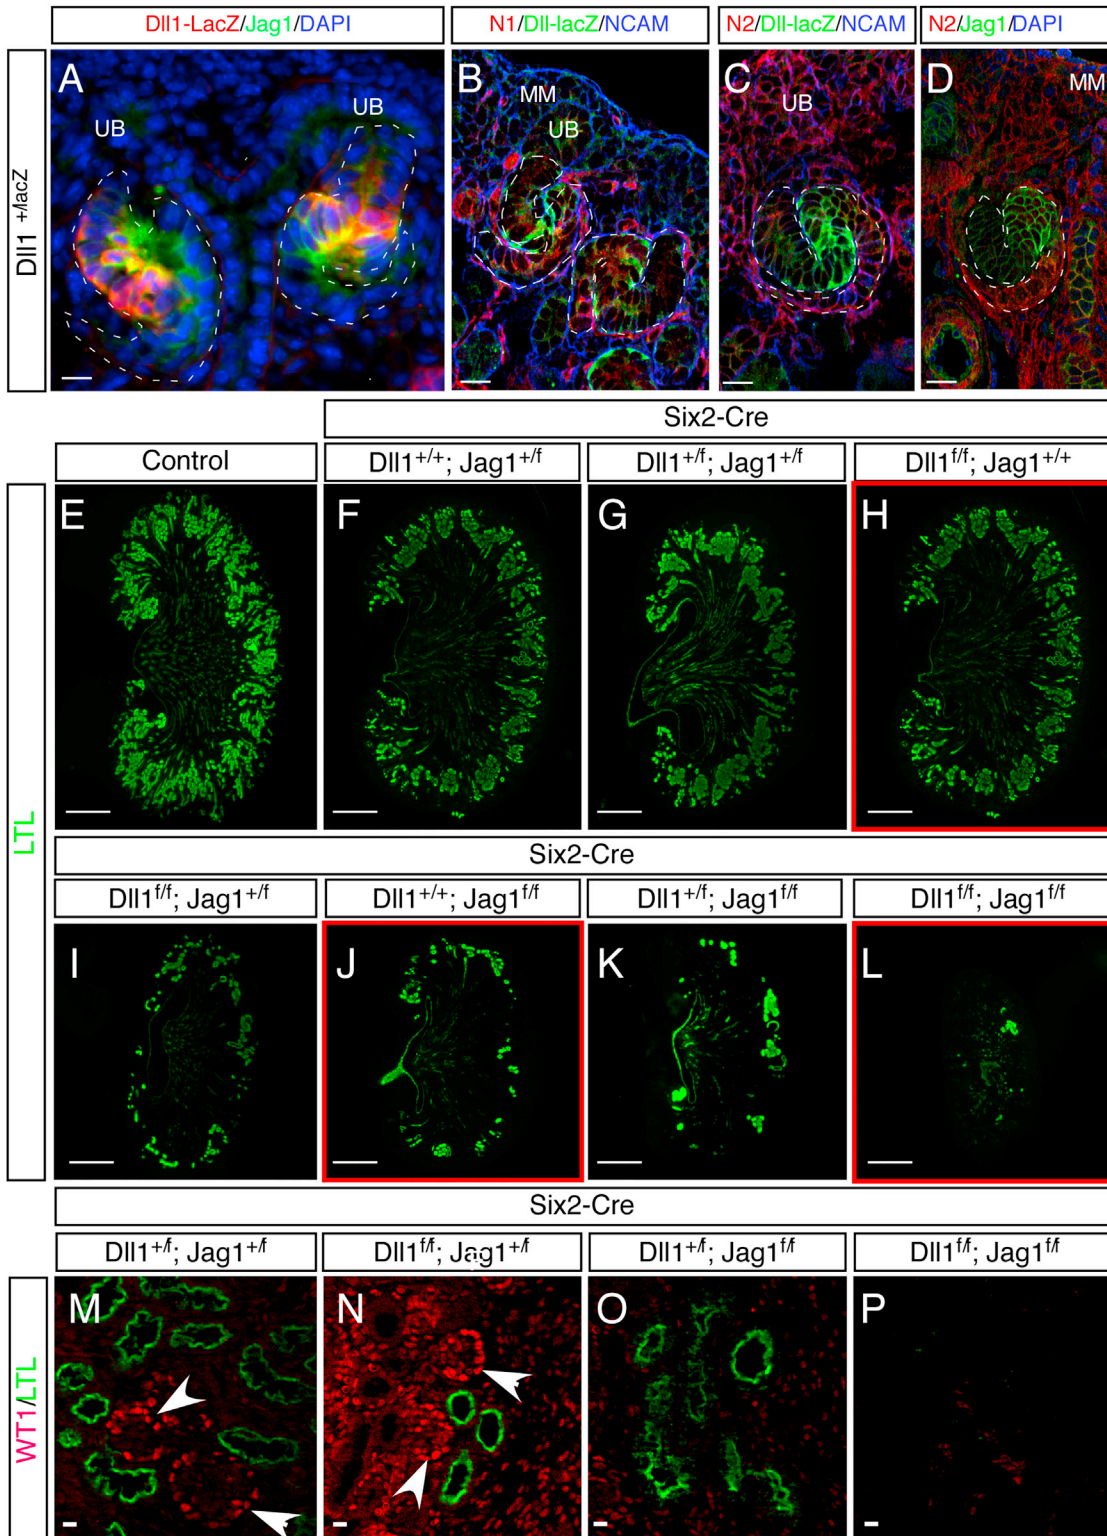 Dll1-LacZ/Jag1/DAPI
N1/Dll-lacZ/NCAM
N2/Dll-lacZ/NCAM
N2/Jag1/DAPI
Dll1 +/lacZ
A
UB
UB
B
MM
UB
C
UB
D
MM
Six2-Cre
Control
Dll1+/+; Jag1+/f
Dll1+/f; Jag1+/f
Dll1f/f; Jag1+/+
LTL
E
F
G
H
Six2-Cre
Dll1f/f; Jag1+/f
Dll1+/+; Jag1f/f
Dll1+/f; Jag1f/f
Dll1f/f; Jag1f/f
I
J
K
L
Six2-Cre
Dll1+/f; Jag1+/f
Dll1f/f; Jag1+/f
Dll1+/f; Jag1f/f
Dll1f/f; Jag1f/f
WT1/LTL
M
N
O
P